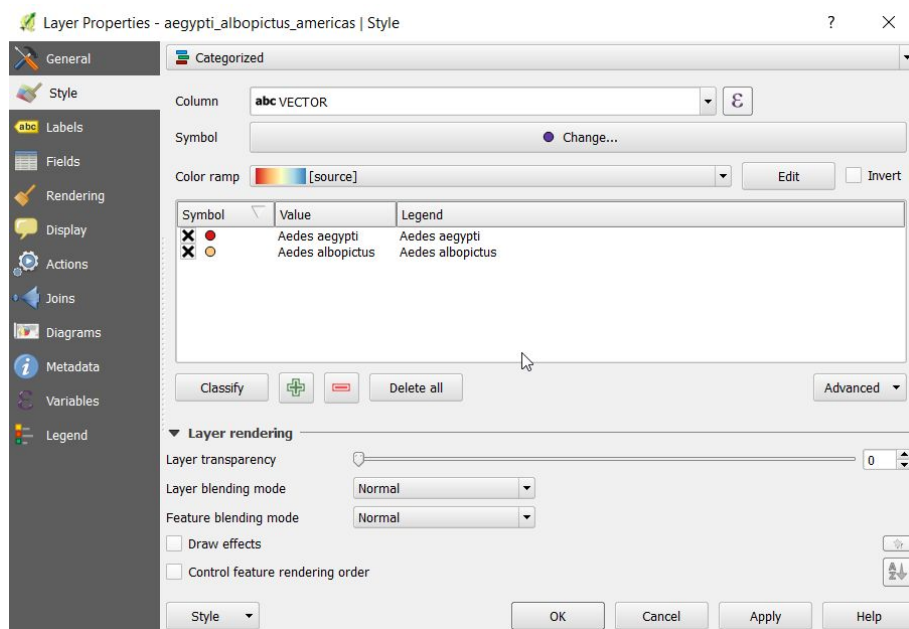 Layer Properties - aegypti_albopictus_americas | Style ? ×
General
Style
abc Labels
Fields
Rendering
Display
Actions
Joins
Diagrams
Metadata
Variables
Legend
Categorized
Column abc VECTOR ε
Symbol Change...
Color ramp [source] Edit Invert
Symbol Value Legend
Aedes aegypti Aedes aegypti
Aedes albopictus Aedes albopictus
Classify Delete all Advanced
Layer rendering
Layer transparency 0
Layer blending mode Normal
Feature blending mode Normal
Draw effects
Control feature rendering order
Style OK Cancel Apply Help